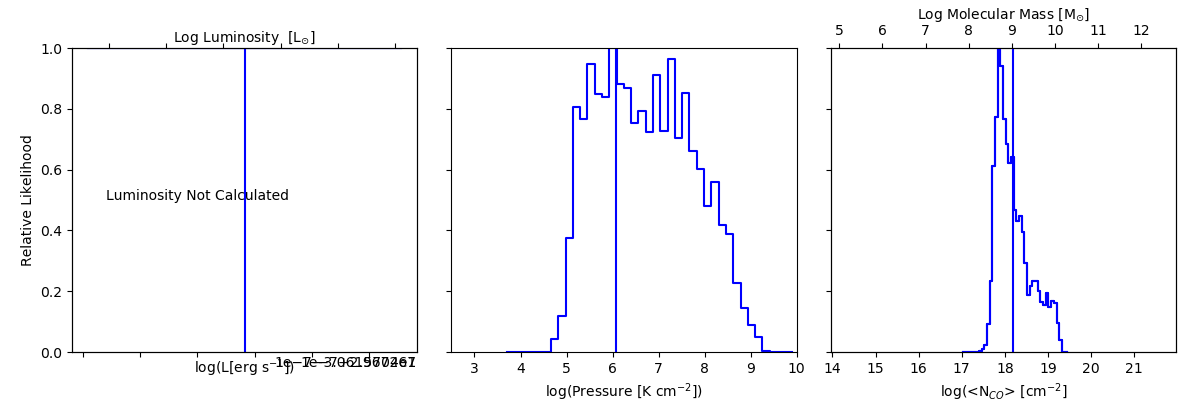 Log Luminosity [L☉]
Log Molecular Mass [M☉]
5 6 7 8 9 10 11 12
Relative Likelihood
1.0
0.8
0.6
0.4
0.2
0.0
Luminosity Not Calculated
log(L[erg s⁻¹])
3 4 5 6 7 8 9 10
log(Pressure [K cm⁻²])
14 15 16 17 18 19 20 21
log(<N_CO> [cm⁻²]